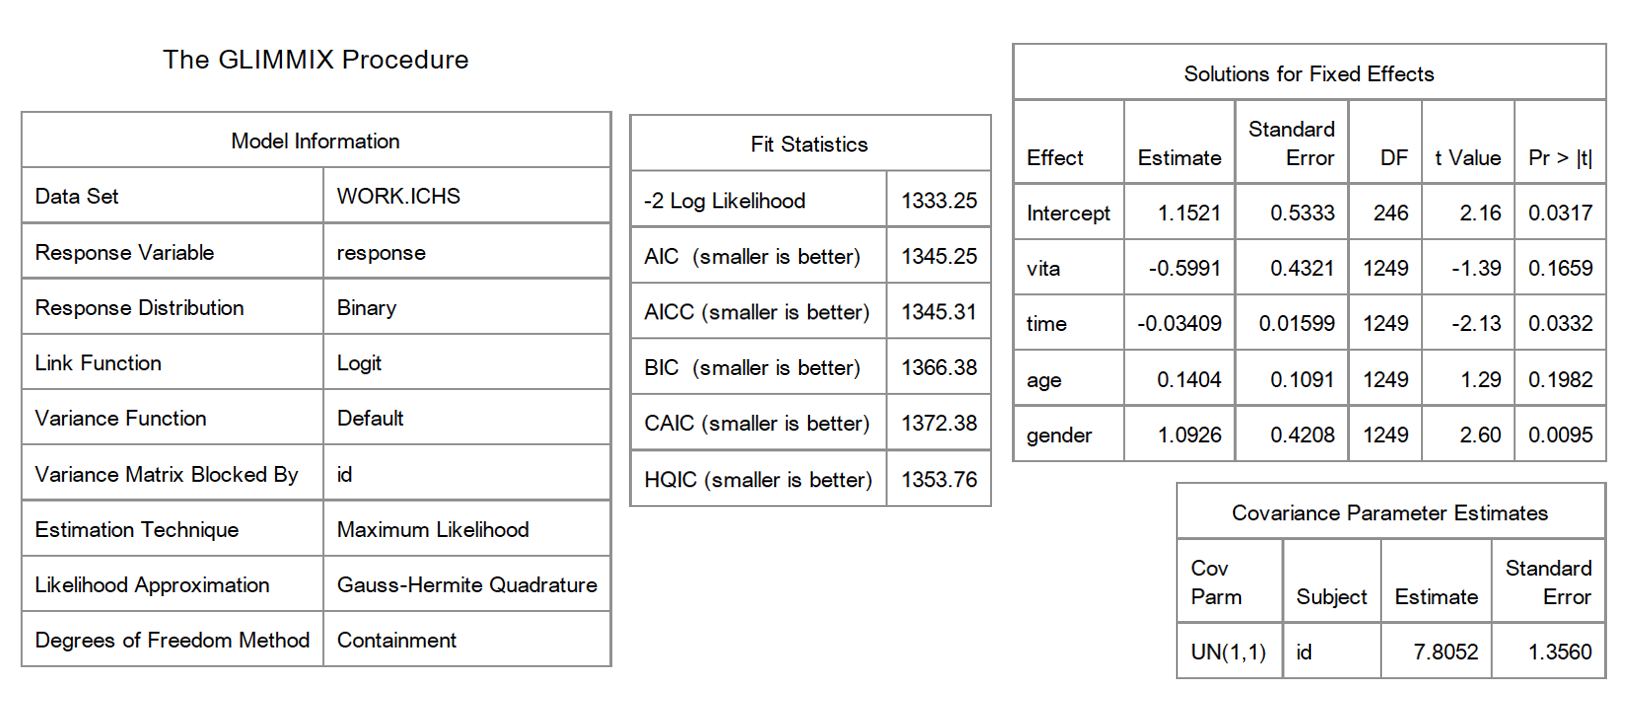 The GLIMMIX Procedure
Model Information
Data Set WORK.ICHS
Response Variable response
Response Distribution Binary
Link Function Logit
Variance Function Default
Variance Matrix Blocked By id
Estimation Technique Maximum Likelihood
Likelihood Approximation Gauss-Hermite Quadrature
Degrees of Freedom Method Containment
Fit Statistics
-2 Log Likelihood 1333.25
AIC (smaller is better) 1345.25
AICC (smaller is better) 1345.31
BIC (smaller is better) 1366.38
CAIC (smaller is better) 1372.38
HQIC (smaller is better) 1353.76
Solutions for Fixed Effects
Effect Estimate Standard Error DF t Value Pr > |t|
Intercept 1.1521 0.5333 246 2.16 0.0317
vita -0.5991 0.4321 1249 -1.39 0.1659
time -0.03409 0.01599 1249 -2.13 0.0332
age 0.1404 0.1091 1249 1.29 0.1982
gender 1.0926 0.4208 1249 2.60 0.0095
Covariance Parameter Estimates
Cov Parm Subject Estimate Standard Error
UN(1,1) id 7.8052 1.3560